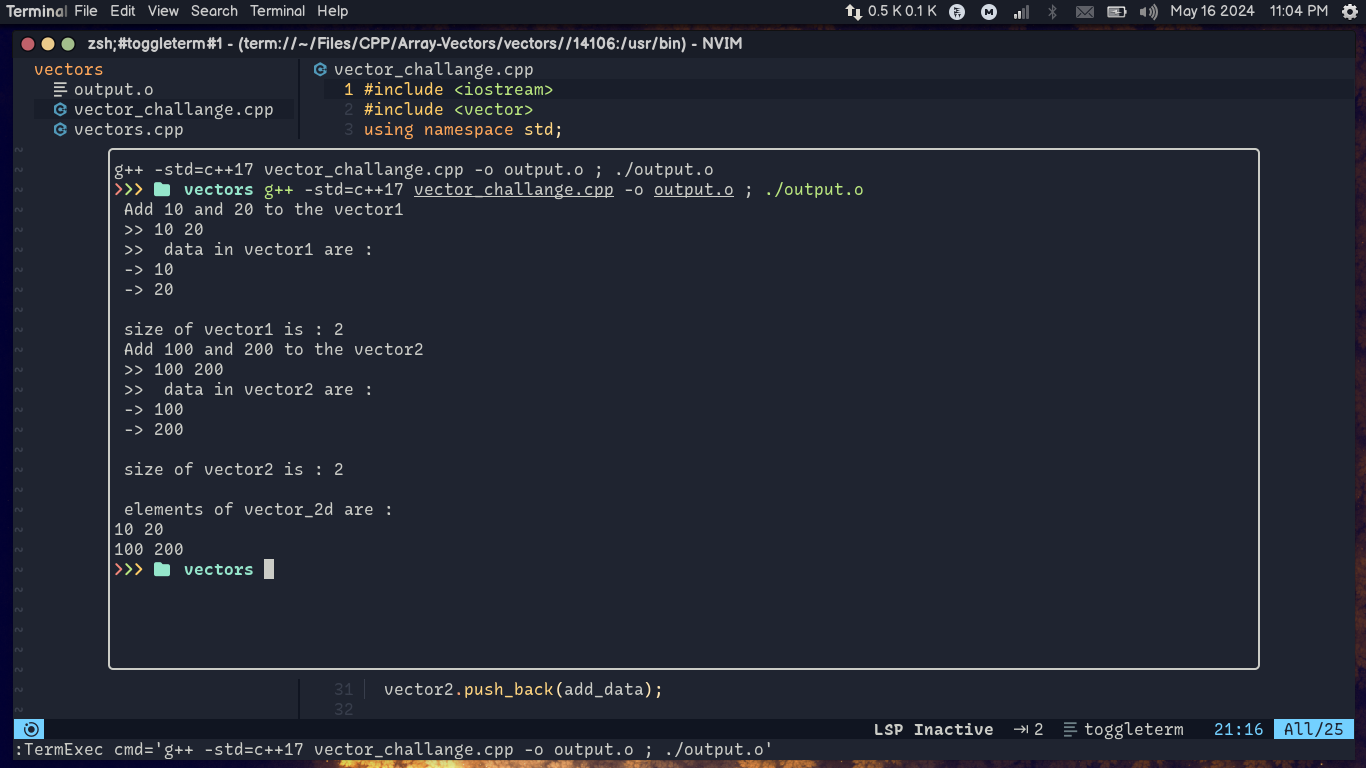 Terminal File Edit View Search Terminal Help 0.5 K 0.1 K May 16 2024 11:04 PM
zsh;#toggleterm#1 - (term://~/Files/CPP/Array-Vectors/vectors//14106:/usr/bin) - NVIM
vectors
output.o
vector_challange.cpp
vectors.cpp
vector_challange.cpp
1 #include <iostream>
2 #include <vector>
3 using namespace std;
g++ -std=c++17 vector_challange.cpp -o output.o ; ./output.o
❯❯❯ vectors g++ -std=c++17 vector_challange.cpp -o output.o ; ./output.o
Add 10 and 20 to the vector1
>> 10 20
>>  data in vector1 are :
-> 10
-> 20
size of vector1 is : 2
Add 100 and 200 to the vector2
>> 100 200
>>  data in vector2 are :
-> 100
-> 200
size of vector2 is : 2
elements of vector_2d are :
10 20
100 200
❯❯❯ vectors
31 vector2.push_back(add_data);
32
LSP Inactive 2 toggleterm 21:16 All/25
:TermExec cmd='g++ -std=c++17 vector_challange.cpp -o output.o ; ./output.o'